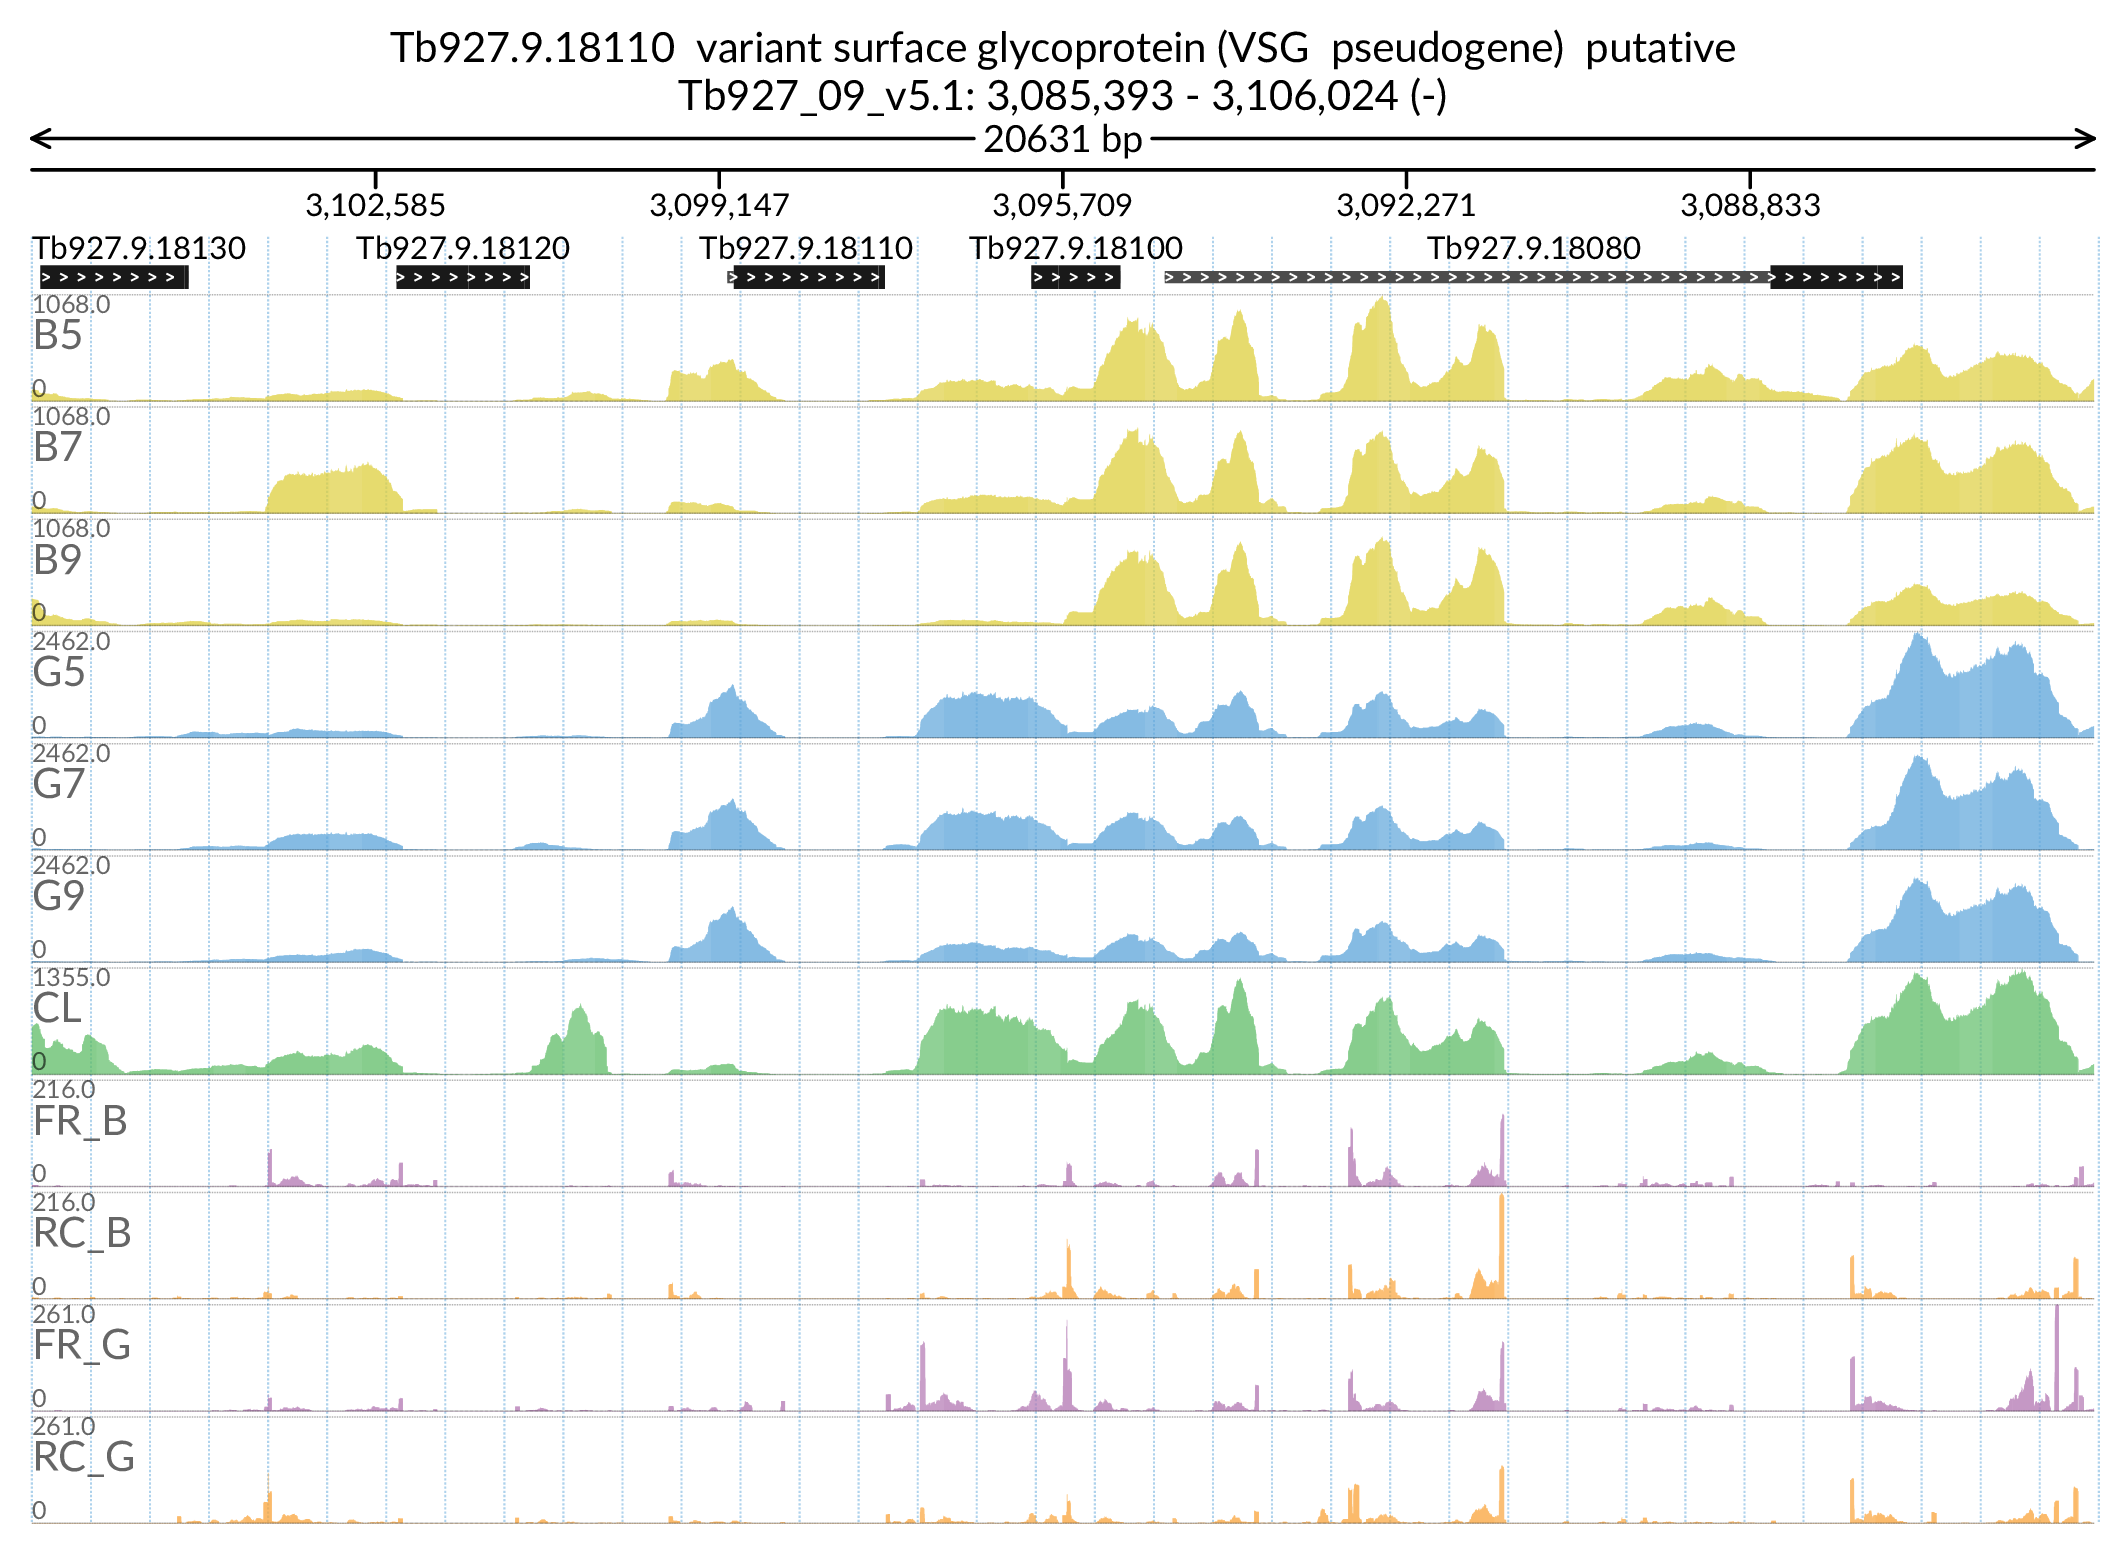 Tb927.9.18110 variant surface glycoprotein (VSG pseudogene) putative
Tb927_09_v5.1: 3,085,393 - 3,106,024 (-)
20631 bp
3,102,585 3,099,147 3,095,709 3,092,271 3,088,833
Tb927.9.18130 Tb927.9.18120 Tb927.9.18110 Tb927.9.18100 Tb927.9.18080
1068.0
B5
0
1068.0
B7
0
1068.0
B9
0
2462.0
G5
0
2462.0
G7
0
2462.0
G9
0
1355.0
CL
0
216.0
FR_B
0
216.0
RC_B
0
261.0
FR_G
0
261.0
RC_G
0